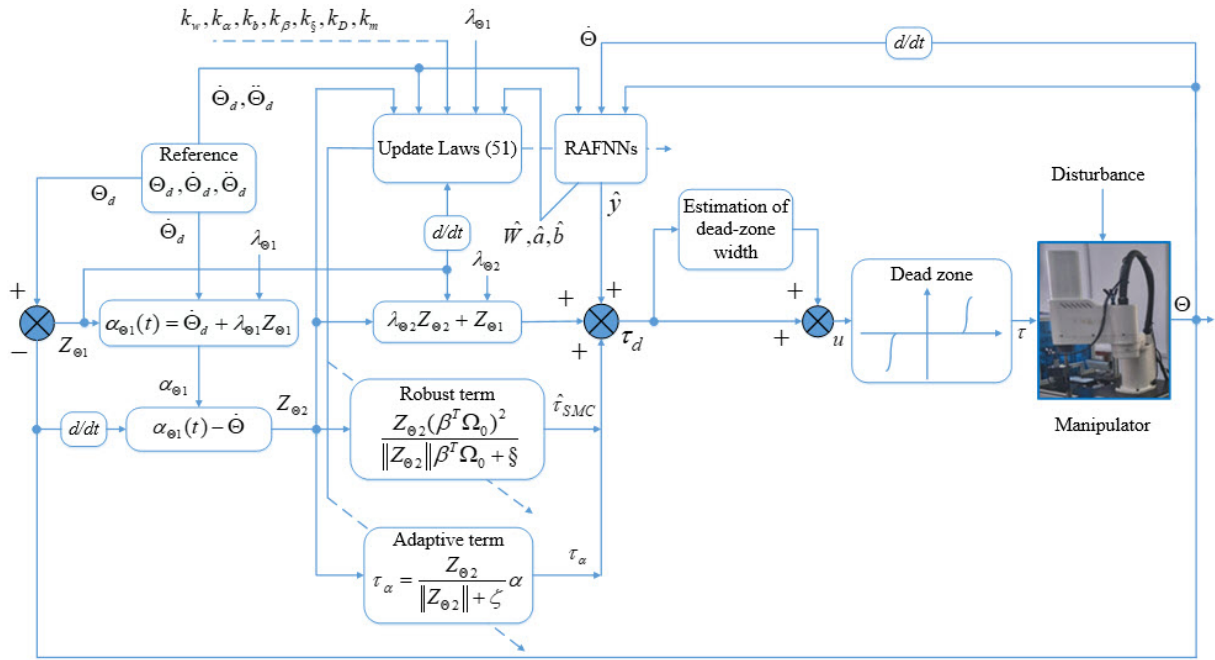 k_w, k_α, k_b, k_β, k_§, k_D, k_m
λ_Θ1
Θ̇
d/dt
Θ̇_d, Θ̈_d
Update Laws (51)
RAFNNs
Reference
Θ_d, Θ̇_d, Θ̈_d
Θ_d
Θ̇_d
λ_Θ1
d/dt
Ŵ, â, b̂
ŷ
Estimation of
dead-zone
width
Disturbance
λ_Θ2
+
α_Θ1(t) = Θ̇_d + λ_Θ1 Z_Θ1
λ_Θ2 Z_Θ2 + Z_Θ1
+
+
+
τ_d
+
+
u
Dead zone
τ
Θ
−
Z_Θ1
α_Θ1
d/dt
α_Θ1(t) − Θ̇
Z_Θ2
Robust term
Z_Θ2(β^T Ω_0)^2
‖Z_Θ2‖β^T Ω_0 + §
τ̂_SMC
Manipulator
Adaptive term
τ_α = Z_Θ2 / (‖Z_Θ2‖ + ζ) α
τ_α